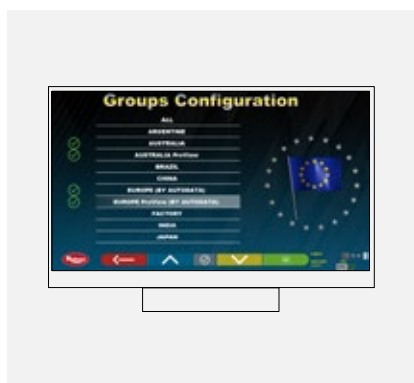 Groups Configuration
ALL
ARGENTINE
AUSTRALIA
AUSTRALIA ProView
BRAZIL
CHINA
EUROPE (BY AUTODATA)
EUROPE ProView (BY AUTODATA)
FACTORY
INDIA
JAPAN